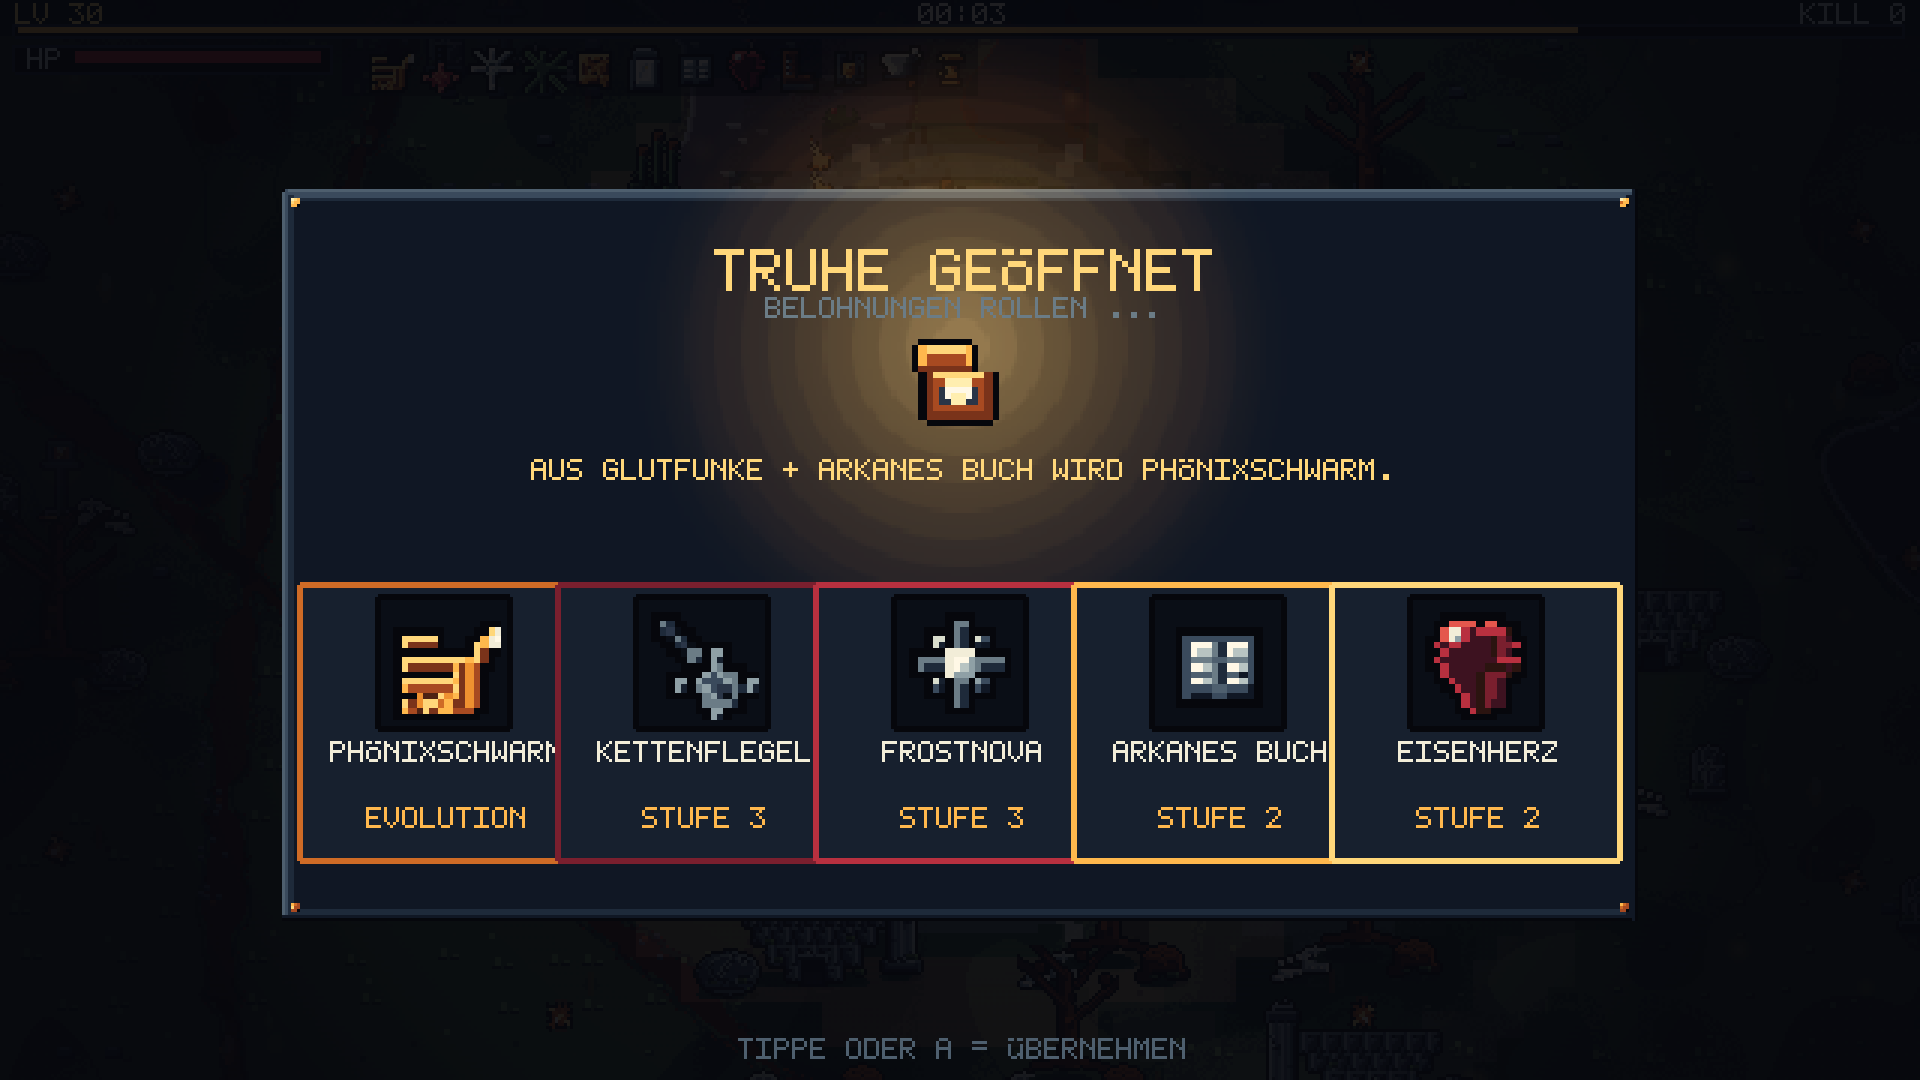 LV 30
00:03
KILL 0
HP
TRUHE GEöFFNET
BELOHNUNGEN ROLLEN ...
AUS GLUTFUNKE + ARKANES BUCH WIRD PHöNIXSCHWARM.
PHöNIXSCHWARM
KETTENFLEGEL
FROSTNOVA
ARKANES BUCH
EISENHERZ
EVOLUTION
STUFE 3
STUFE 3
STUFE 2
STUFE 2
TIPPE ODER A = üBERNEHMEN